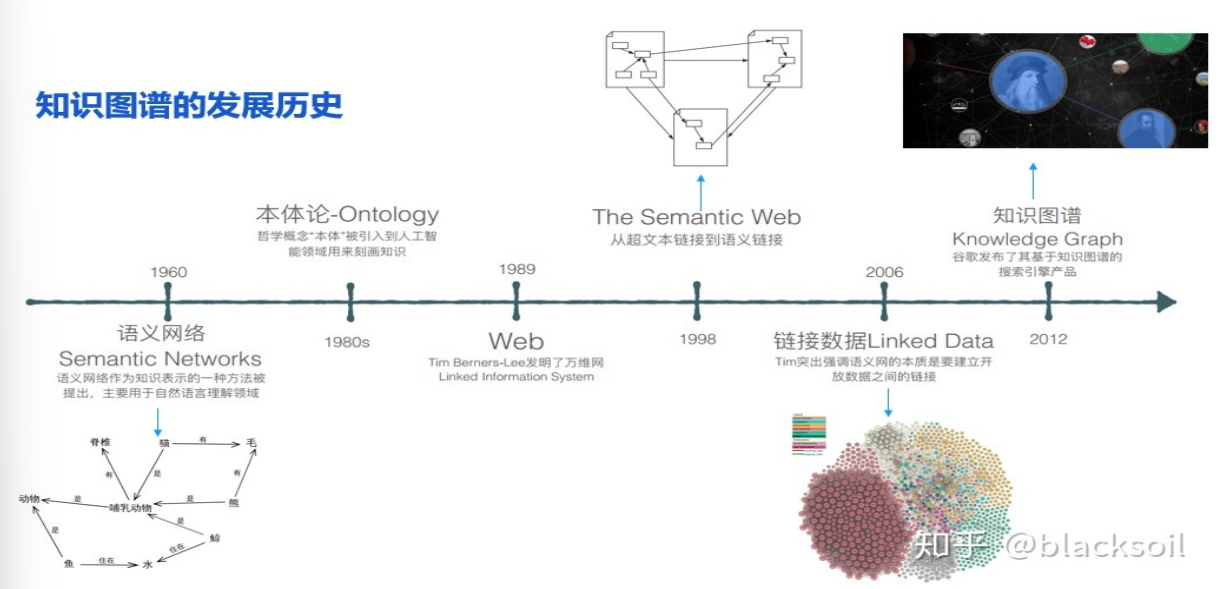 知识图谱的发展历史
本体论-Ontology
哲学概念“本体”被引入到人工智
能领域用来刻画知识
The Semantic Web
从超文本链接到语义链接
知识图谱
Knowledge Graph
谷歌发布了其基于知识图谱的
搜索引擎产品
1960
1989
2006
语义网络
Semantic Networks
语义网络作为知识表示的一种方法被
提出，主要用于自然语言理解领域
1980s
Web
Tim Berners-Lee发明了万维网
Linked Information System
1998
链接数据Linked Data
Tim突出强调语义网的本质是要建立开
放数据之间的链接
2012
脊椎
猫
有
毛
有
是
有
动物
是
哺乳动物
是
熊
是
是
鲸
住在
鱼
住在
水
知乎 @blacksoil